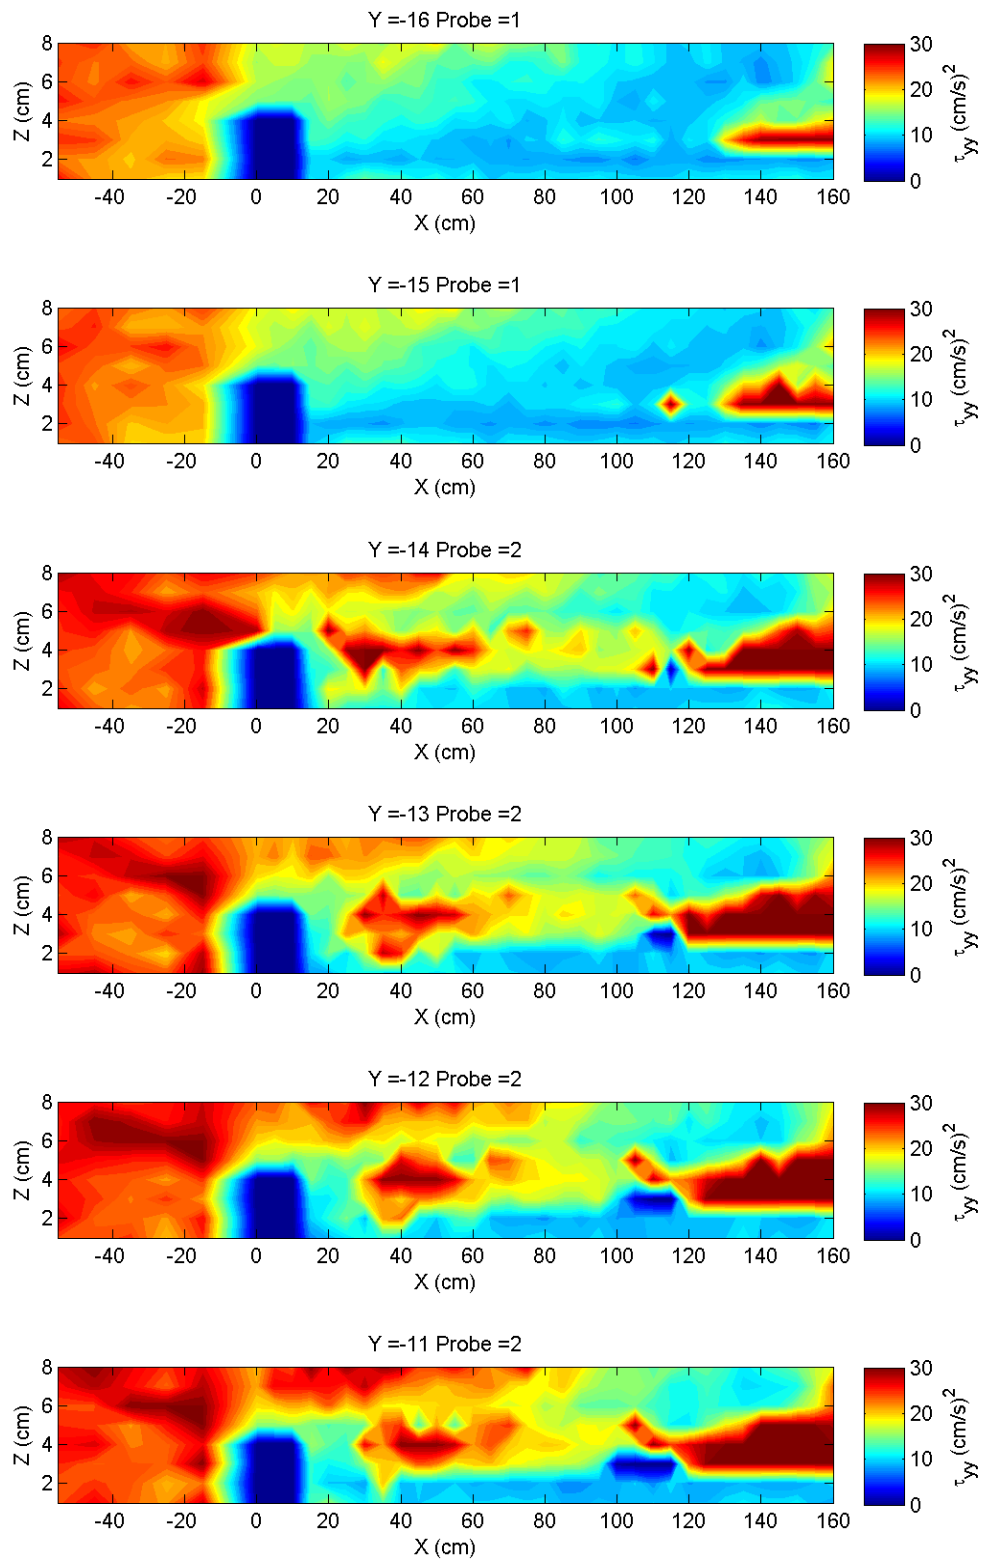 Y =-16 Probe =1
8
6
4
2
Z (cm)
-40 -20 0 20 40 60 80 100 120 140 160
X (cm)
30
20
10
0
τyy (cm/s)2
Y =-15 Probe =1
8
6
4
2
Z (cm)
-40 -20 0 20 40 60 80 100 120 140 160
X (cm)
30
20
10
0
τyy (cm/s)2
Y =-14 Probe =2
8
6
4
2
Z (cm)
-40 -20 0 20 40 60 80 100 120 140 160
X (cm)
30
20
10
0
τyy (cm/s)2
Y =-13 Probe =2
8
6
4
2
Z (cm)
-40 -20 0 20 40 60 80 100 120 140 160
X (cm)
30
20
10
0
τyy (cm/s)2
Y =-12 Probe =2
8
6
4
2
Z (cm)
-40 -20 0 20 40 60 80 100 120 140 160
X (cm)
30
20
10
0
τyy (cm/s)2
Y =-11 Probe =2
8
6
4
2
Z (cm)
-40 -20 0 20 40 60 80 100 120 140 160
X (cm)
30
20
10
0
τyy (cm/s)2